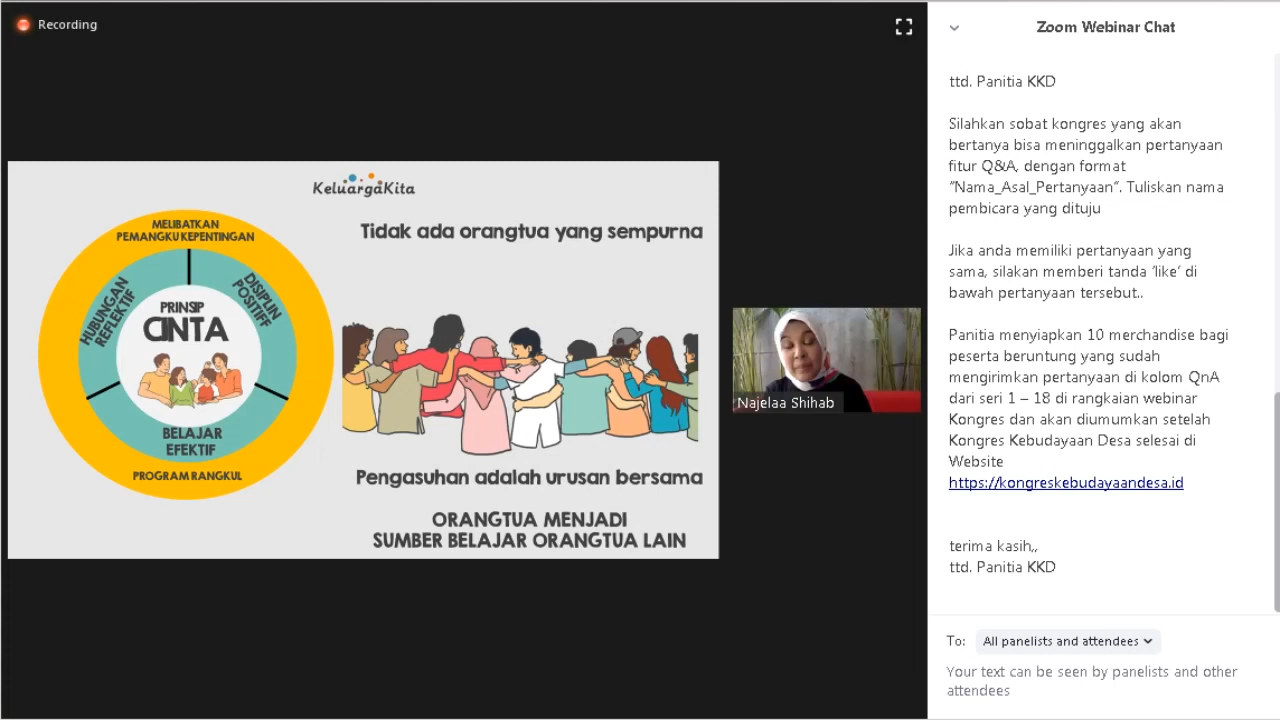 Recording
KeluargaKita
MELIBATKAN
PEMANGKU KEPENTINGAN
HUBUNGAN
REFLEKTIF
DISIPLIN
POSITIF
PRINSIP
CINTA
BELAJAR
EFEKTIF
PROGRAM RANGKUL
Tidak ada orangtua yang sempurna
Pengasuhan adalah urusan bersama
ORANGTUA MENJADI
SUMBER BELAJAR ORANGTUA LAIN
Najelaa Shihab
Zoom Webinar Chat
ttd. Panitia KKD
Silahkan sobat kongres yang akan
bertanya bisa meninggalkan pertanyaan
fitur Q&A, dengan format
“Nama_Asal_Pertanyaan”. Tuliskan nama
pembicara yang dituju
Jika anda memiliki pertanyaan yang
sama, silakan memberi tanda ‘like’ di
bawah pertanyaan tersebut..
Panitia menyiapkan 10 merchandise bagi
peserta beruntung yang sudah
mengirimkan pertanyaan di kolom QnA
dari seri 1 – 18 di rangkaian webinar
Kongres dan akan diumumkan setelah
Kongres Kebudayaan Desa selesai di
Website
https://kongreskebudayaandesa.id
terima kasih,,
ttd. Panitia KKD
To: All panelists and attendees
Your text can be seen by panelists and other
attendees